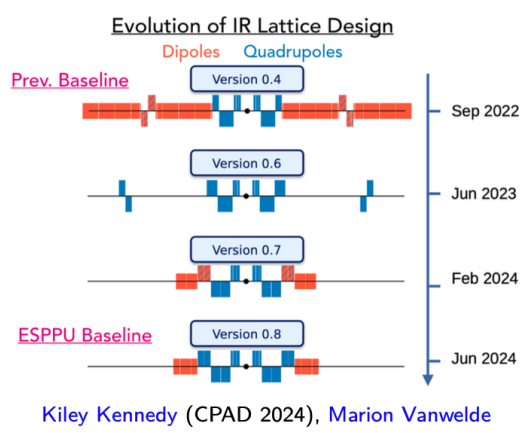 Evolution of IR Lattice Design
Dipoles Quadrupoles
Prev. Baseline
Version 0.4
Sep 2022
Version 0.6
Jun 2023
Version 0.7
Feb 2024
ESPPU Baseline
Version 0.8
Jun 2024
Kiley Kennedy (CPAD 2024), Marion Vanwelde